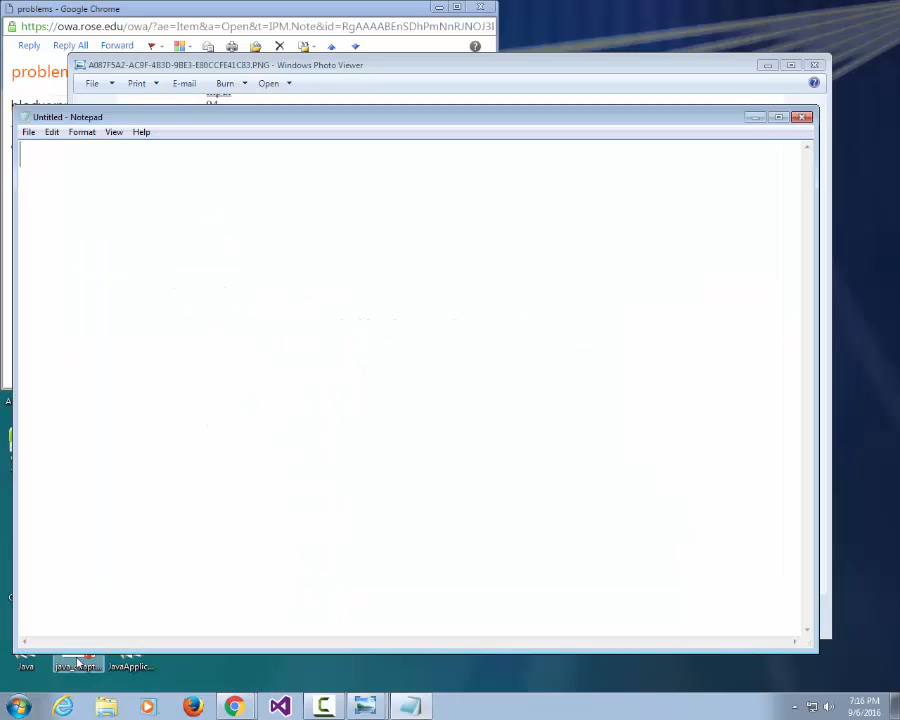 problems - Google Chrome
https://owa.rose.edu/owa/?ae=Item&a=Open&t=IPM.Note&id=RgAAAABEnSDhPmNnRJNOJ3I
Reply Reply All Forward
problem
A087F5A2-AC9F-4B3D-9BE3-E80CCFE41C83.PNG - Windows Photo Viewer
File Print E-mail Burn Open
Untitled - Notepad
File Edit Format View Help
Java
JavaApplic...
7:16 PM
9/6/2016